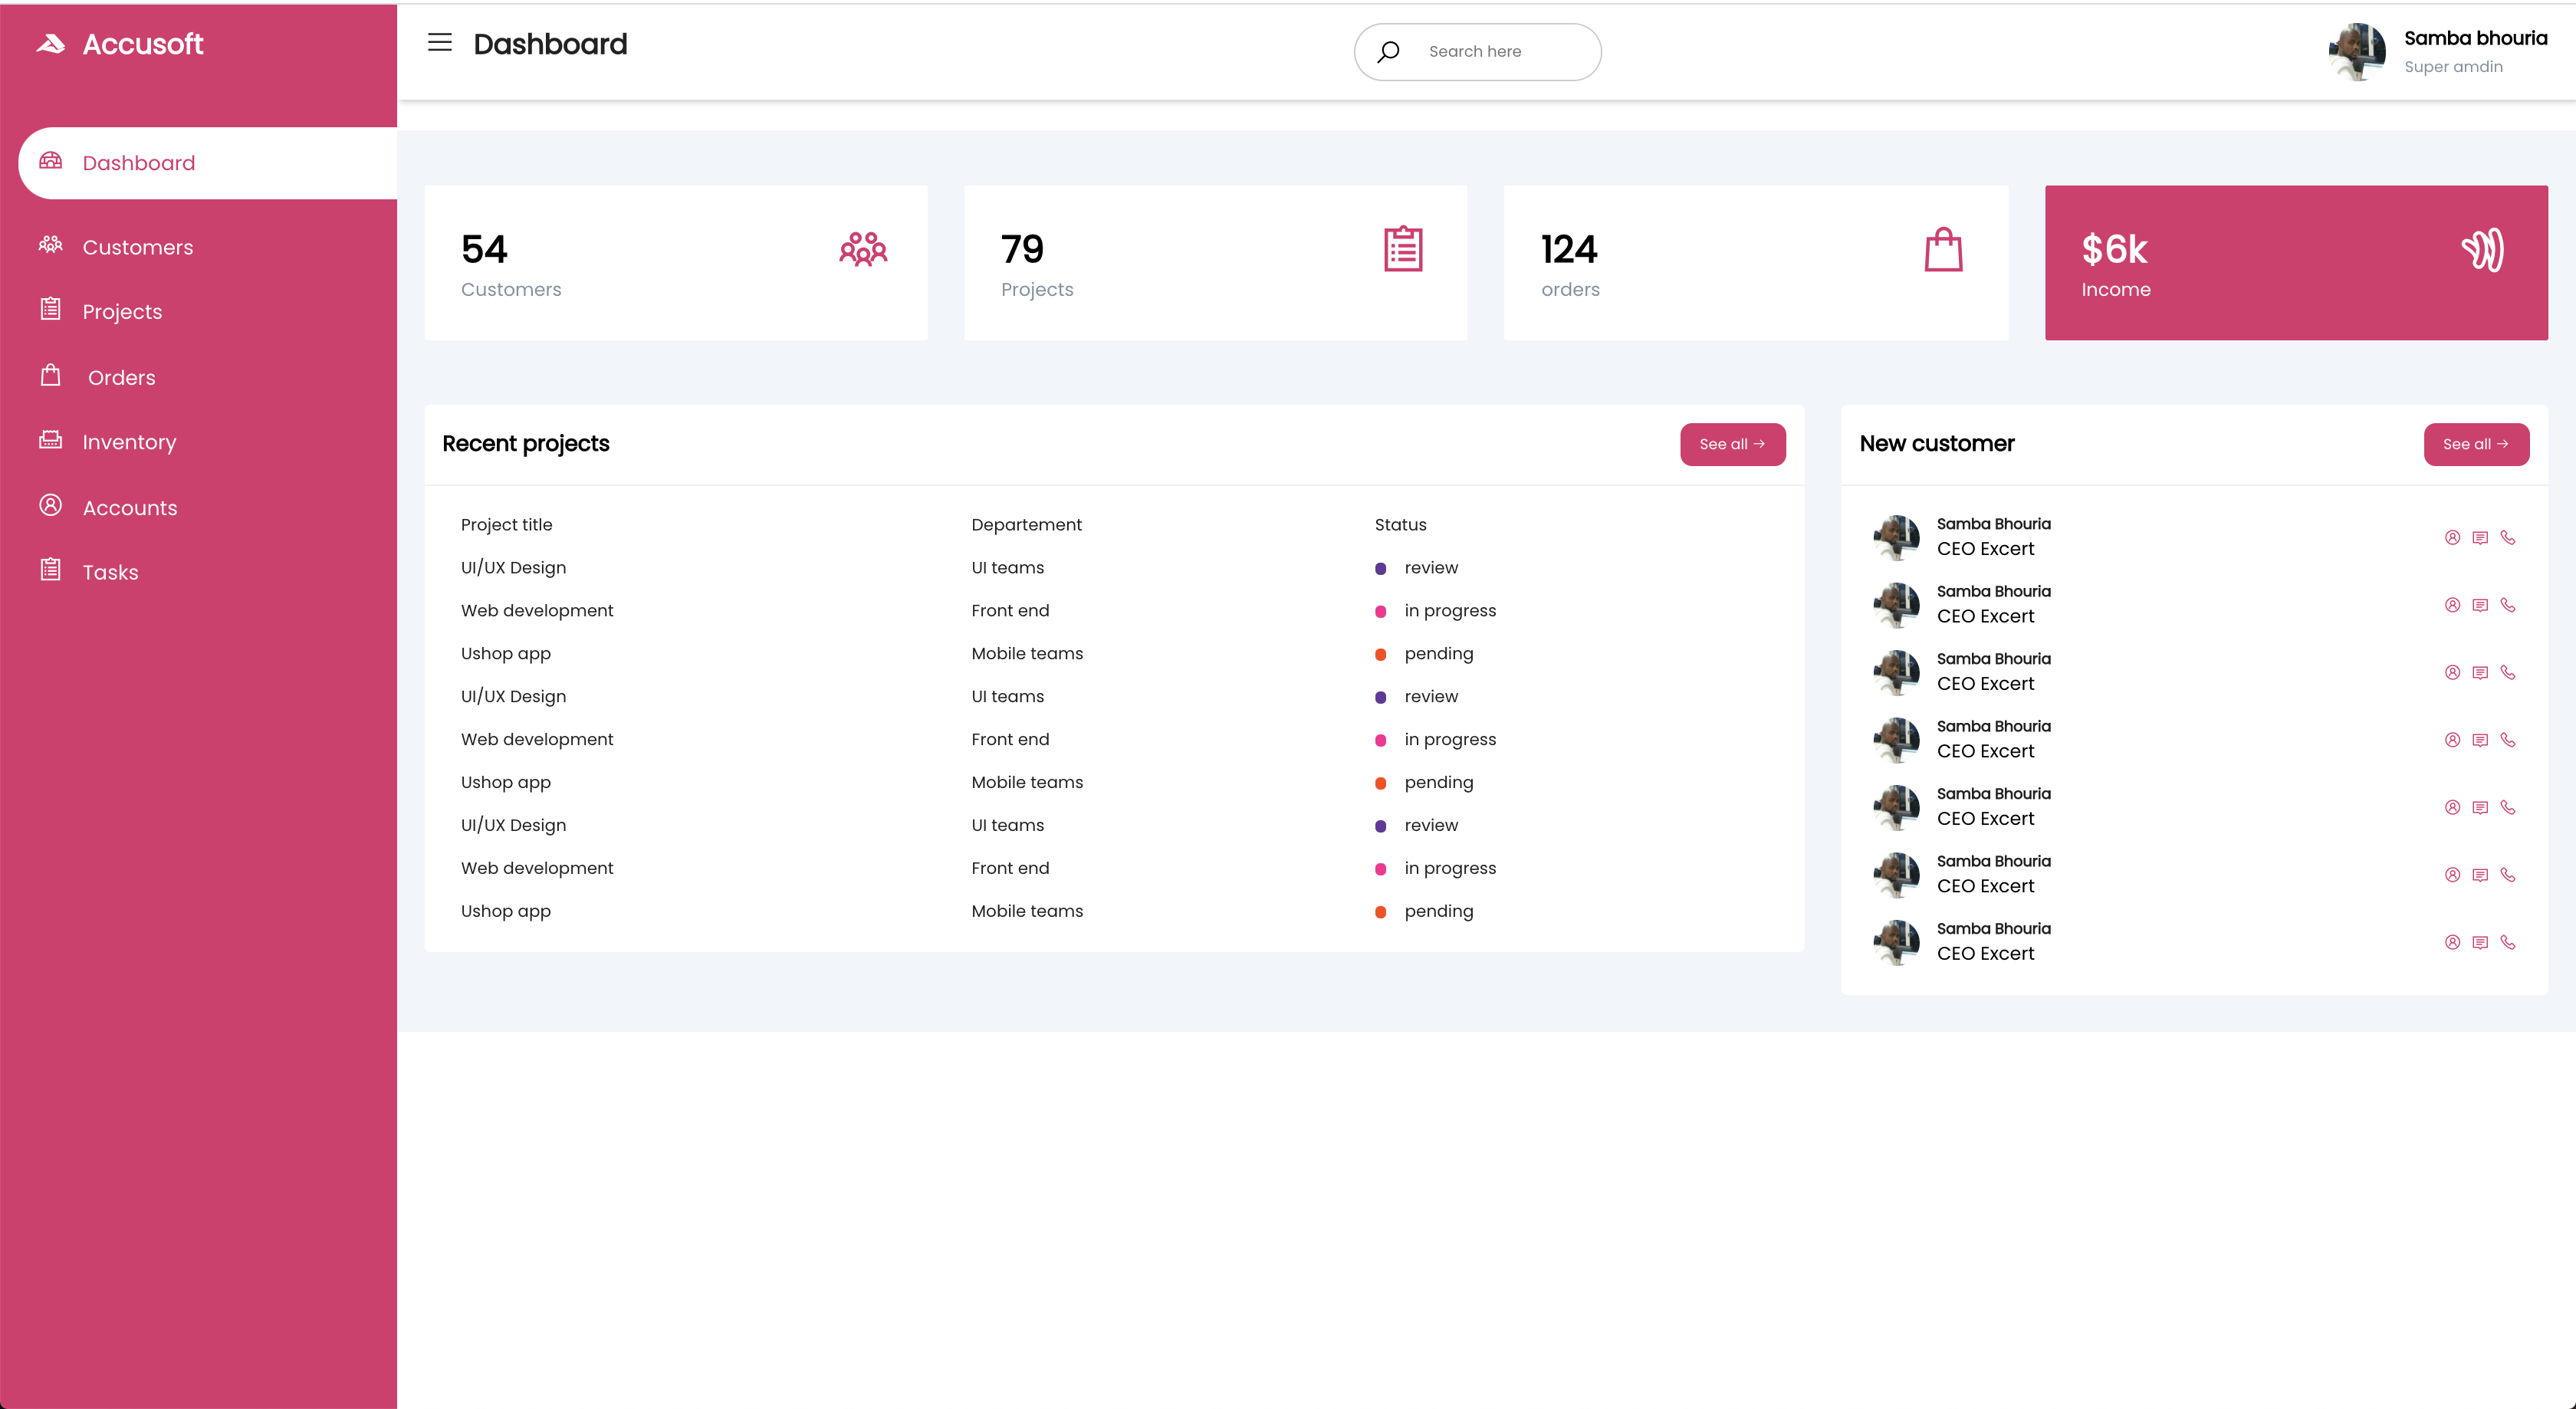 Accusoft
Dashboard
Customers
Projects
Orders
Inventory
Accounts
Tasks
Dashboard
Search here
Samba bhouria
Super amdin
54
Customers
79
Projects
124
orders
$6k
Income
Recent projects
See all →
Project title Departement Status
UI/UX Design UI teams review
Web development Front end in progress
Ushop app Mobile teams pending
UI/UX Design UI teams review
Web development Front end in progress
Ushop app Mobile teams pending
UI/UX Design UI teams review
Web development Front end in progress
Ushop app Mobile teams pending
New customer
See all →
Samba Bhouria
CEO Excert
Samba Bhouria
CEO Excert
Samba Bhouria
CEO Excert
Samba Bhouria
CEO Excert
Samba Bhouria
CEO Excert
Samba Bhouria
CEO Excert
Samba Bhouria
CEO Excert